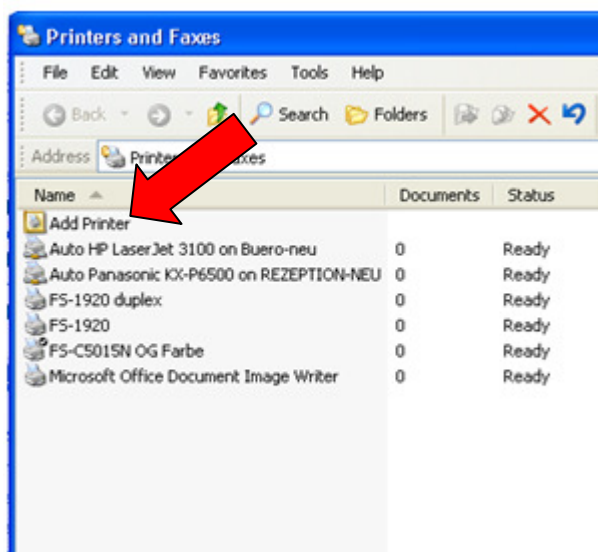 Printers and Faxes
File Edit View Favorites Tools Help
Back Search Folders
Address
Name Documents Status
Add Printer
Auto HP LaserJet 3100 on Buero-neu 0 Ready
Auto Panasonic KX-P6500 on REZEPTION-NEU 0 Ready
FS-1920 duplex 0 Ready
FS-1920 0 Ready
FS-C5015N OG Farbe 0 Ready
Microsoft Office Document Image Writer 0 Ready